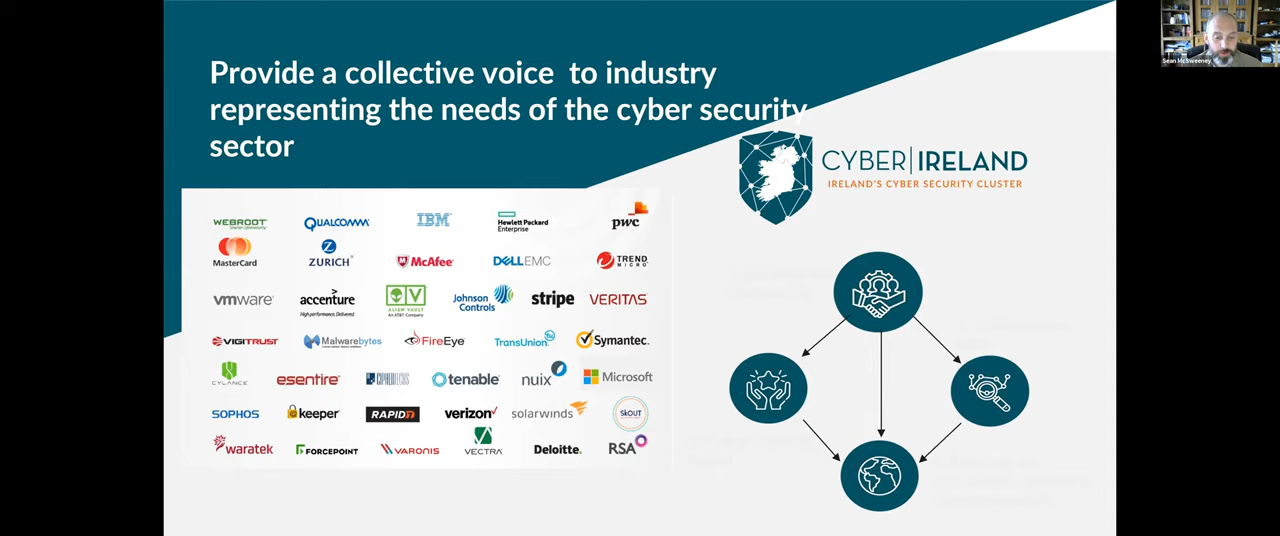 Provide a collective voice to industry
representing the needs of the cyber security
sector
CYBER|IRELAND
IRELAND'S CYBER SECURITY CLUSTER
WEBROOT
QUALCOMM
IBM
Hewlett Packard
Enterprise
pwc
MasterCard
ZURICH
McAfee
DELLEMC
TREND
MICRO
vmware
accenture
High performance. Delivered.
ALIEN VAULT
An AT&T Company
Johnson
Controls
stripe
VERITAS
VIGITRUST
Malwarebytes
FireEye
TransUnion
tu
Symantec.
CYLANCE
esentire
tenable
nuix
Microsoft
SOPHOS
keeper
RAPID7
verizon
solarwinds
SKOUT
waratek
FORCEPOINT
VARONIS
VECTRA
Deloitte.
RSA
Sean McSweeney